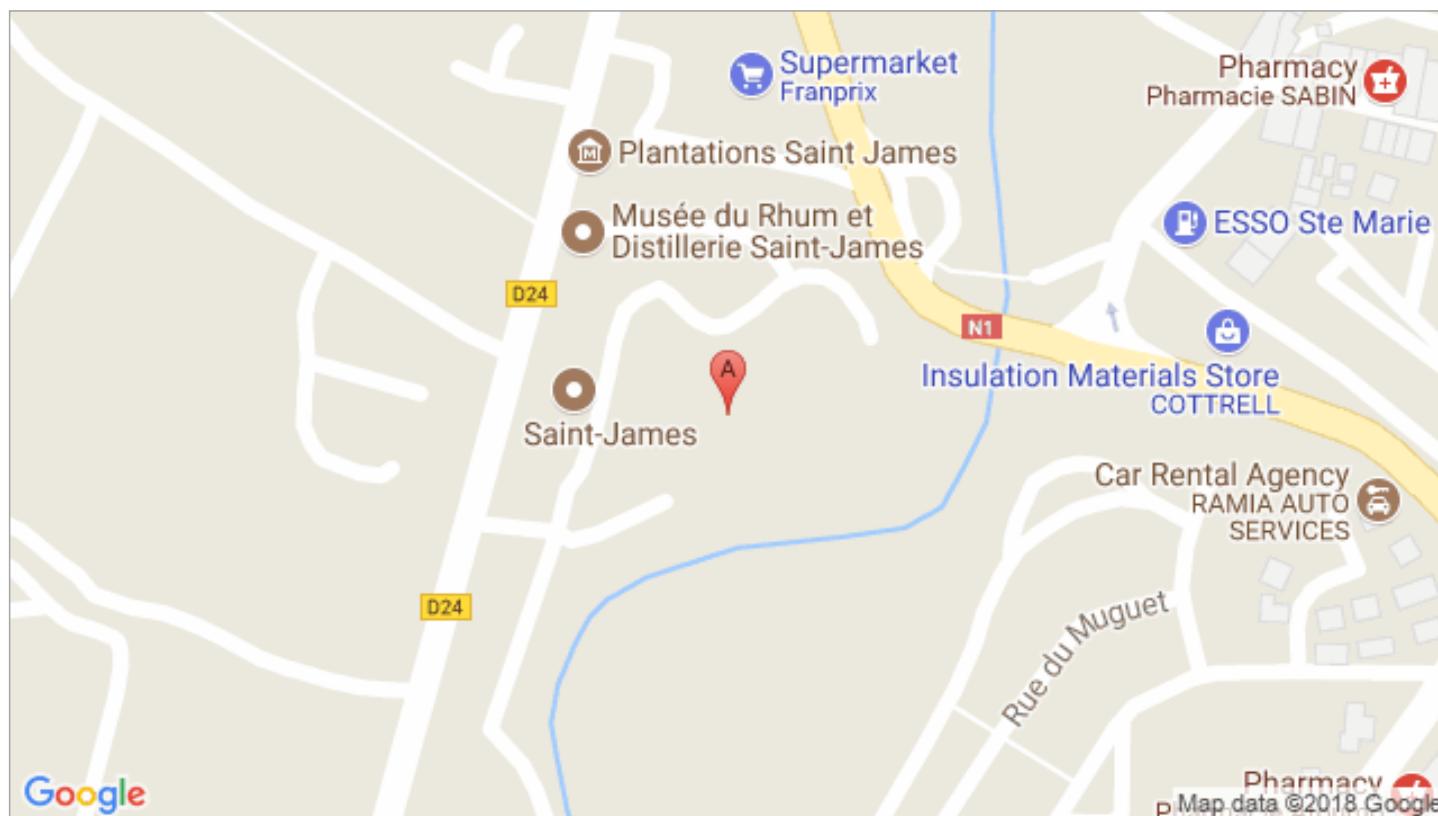 Supermarket
Franprix
Pharmacy
Pharmacie SABIN
Plantations Saint James
Musée du Rhum et
Distillerie Saint-James
ESSO Ste Marie
D24
N1
A
Insulation Materials Store
COTTRELL
Saint-James
Car Rental Agency
RAMIA AUTO
SERVICES
D24
Rue du Muguet
Google
Pharmacy
Map data ©2018 Google